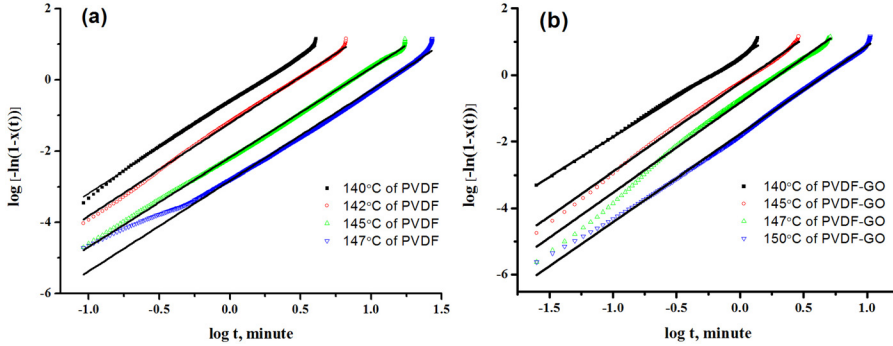 (a)
2
0
-2
-4
-6
-1.0
-0.5
0.0
0.5
1.0
1.5
log [-ln(1-x(t))]
log t, minute
140°C of PVDF
142°C of PVDF
145°C of PVDF
147°C of PVDF
(b)
2
0
-2
-4
-6
-1.5
-1.0
-0.5
0.0
0.5
1.0
log [-ln(1-x(t))]
log t, minute
140°C of PVDF-GO
145°C of PVDF-GO
147°C of PVDF-GO
150°C of PVDF-GO